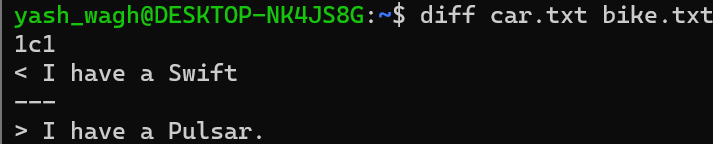 yash_wagh@DESKTOP-NK4JS8G:~$ diff car.txt bike.txt
1c1
< I have a Swift
---
> I have a Pulsar.